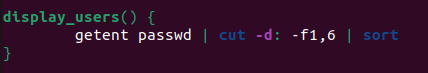 display_users() {
        getent passwd | cut -d: -f1,6 | sort
}